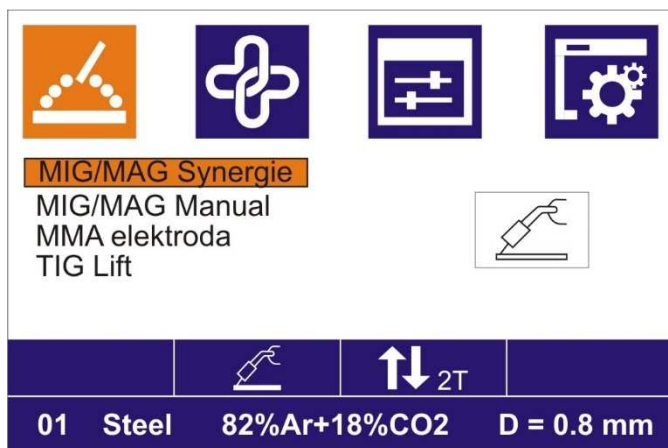 MIG/MAG Synergie
MIG/MAG Manual
MMA elektroda
TIG Lift
2T
01 Steel 82%Ar+18%CO2 D = 0.8 mm